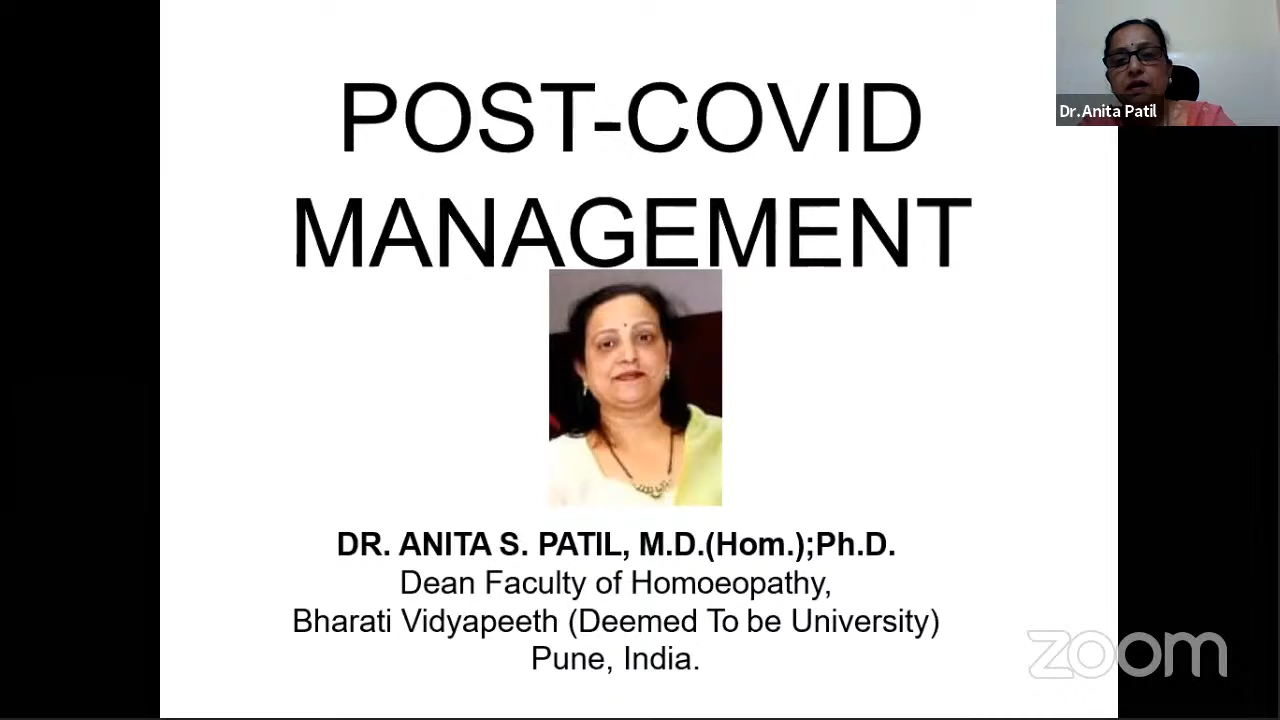 POST-COVID
MANAGEMENT
Dr.Anita Patil
DR. ANITA S. PATIL, M.D.(Hom.);Ph.D.
Dean Faculty of Homoeopathy,
Bharati Vidyapeeth (Deemed To be University)
Pune, India.
zoom